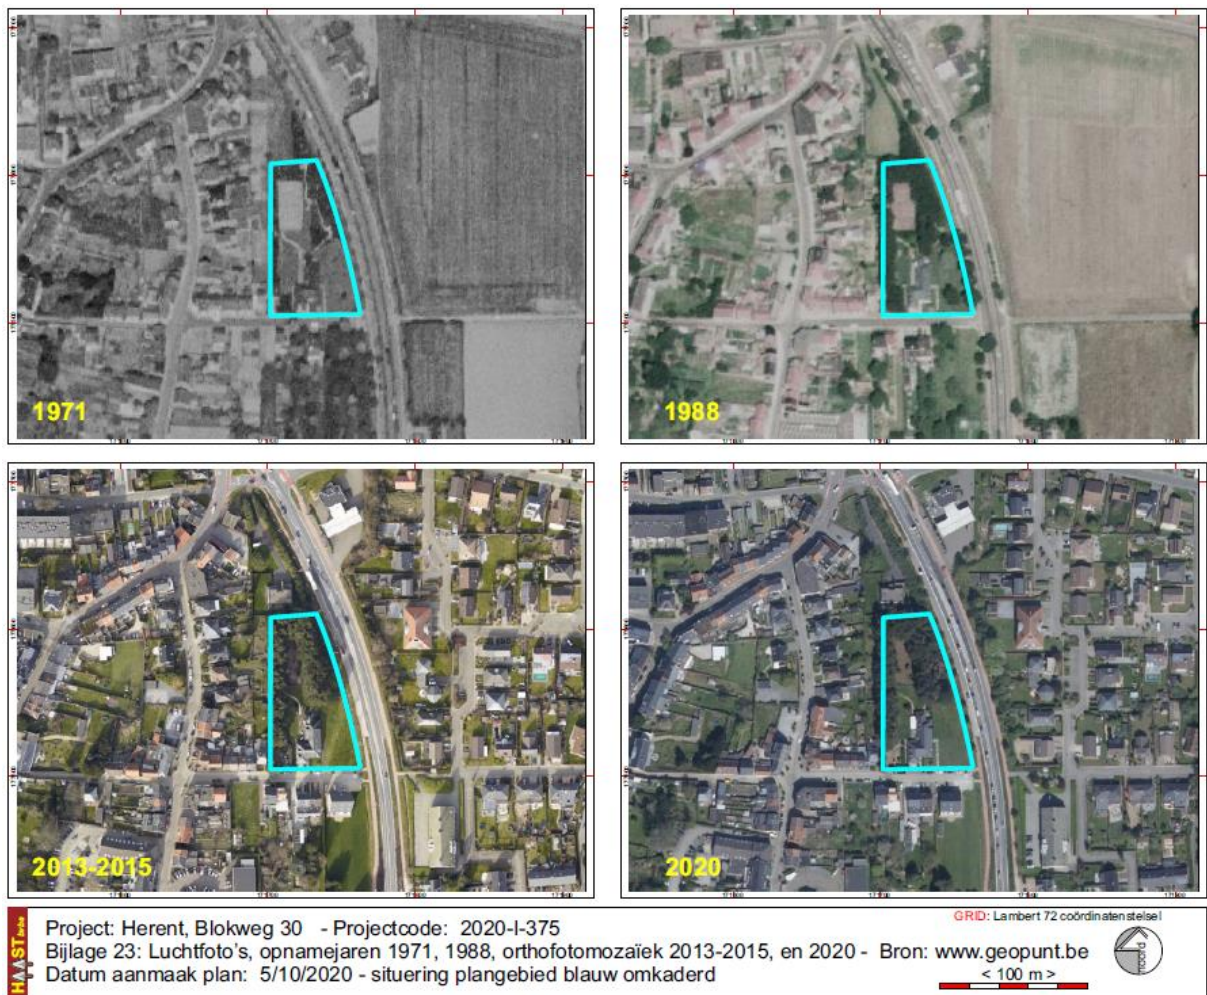 1971
1988
2013-2015
2020
HAAST bvba
Project: Herent, Blokweg 30 - Projectcode: 2020-I-375
Bijlage 23: Luchtfoto's, opnamejaren 1971, 1988, orthofotomozaïek 2013-2015, en 2020 - Bron: www.geopunt.be
Datum aanmaak plan: 5/10/2020 - situering plangebied blauw omkaderd
GRID: Lambert 72 coördinatenstelsel
noord
< 100 m >